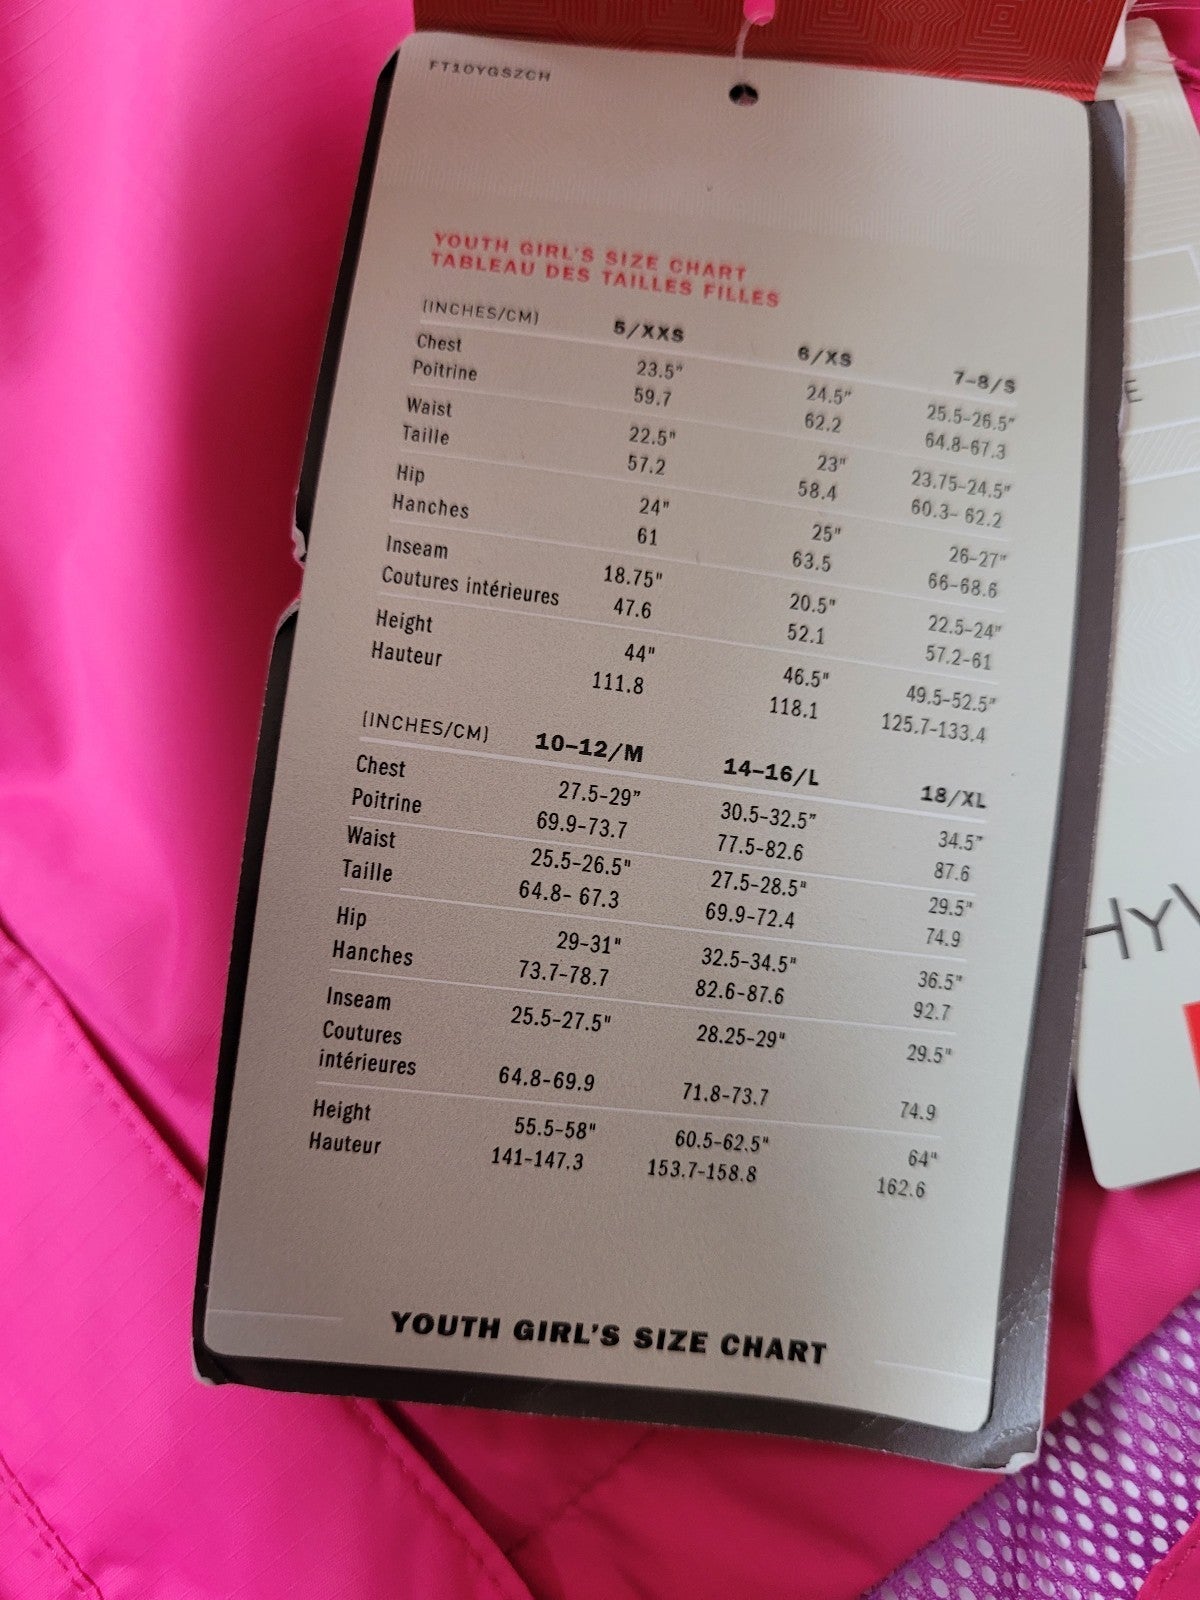 FT10YGSZCH
YOUTH GIRL'S SIZE CHART
TABLEAU DES TAILLES FILLES
(INCHES/CM) 5/XXS 6/XS 7-8/S
Chest 23.5" 24.5" 25.5-26.5"
Poitrine 59.7 62.2 64.8-67.3
Waist 22.5" 23" 23.75-24.5"
Taille 57.2 58.4 60.3- 62.2
Hip 24" 25" 26-27"
Hanches 61 63.5 66-68.6
Inseam 18.75" 20.5" 22.5-24"
Coutures intérieures 47.6 52.1 57.2-61
Height 44" 46.5" 49.5-52.5"
Hauteur 111.8 118.1 125.7-133.4
(INCHES/CM) 10-12/M 14-16/L 18/XL
Chest 27.5-29" 30.5-32.5" 34.5"
Poitrine 69.9-73.7 77.5-82.6 87.6
Waist 25.5-26.5" 27.5-28.5" 29.5"
Taille 64.8- 67.3 69.9-72.4 74.9
Hip 29-31" 32.5-34.5" 36.5"
Hanches 73.7-78.7 82.6-87.6 92.7
Inseam 25.5-27.5" 28.25-29" 29.5"
Coutures
intérieures 64.8-69.9 71.8-73.7 74.9
Height 55.5-58" 60.5-62.5" 64"
Hauteur 141-147.3 153.7-158.8 162.6
YOUTH GIRL'S SIZE CHART